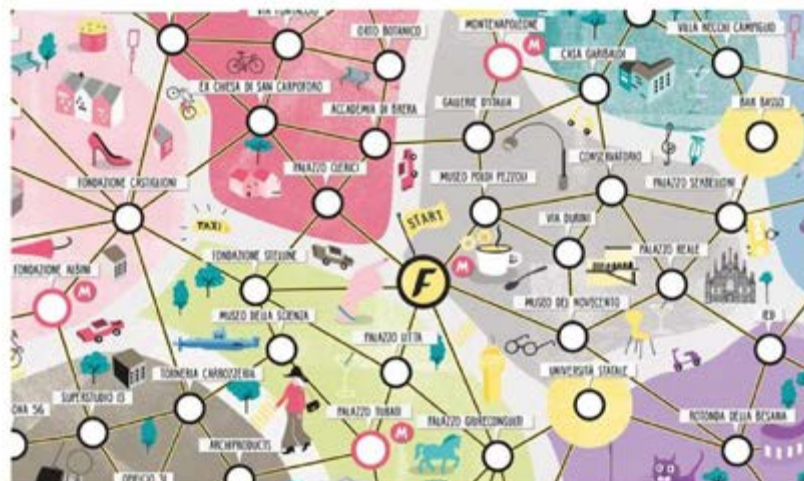 ORTO BOTANICO
MONTENAPOLEONE
M
VILLA NECCHI CAMPIGLIO
CASA GARIBALDI
EX CHIESA DI SAN CARPOFORO
GALLERIE D'ITALIA
BAR BASSO
ACCADEMIA DI BRERA
CONSERVATORIO
PALAZZO CLERICI
MUSEO POLDI PEZZOLI
PALAZZO SERBELLONI
FONDAZIONE CASTIGLIONI
START
TAXI
VIA DURINI
PALAZZO REALE
FONDAZIONE STELLINE
FONDAZIONE ALBINI
M
F
M
MUSEO DEL NOVECENTO
MUSEO DELLA SCIENZA
IED
PALAZZO LITTA
UNIVERSITÀ STATALE
TORNERIA CARROZZERIA
SUPERSTUDIO 13
PALAZZO TURATI
M
PALAZZO GIURECONSULTI
ROTONDA DELLA BESANA
ARCHIPRODUCTS